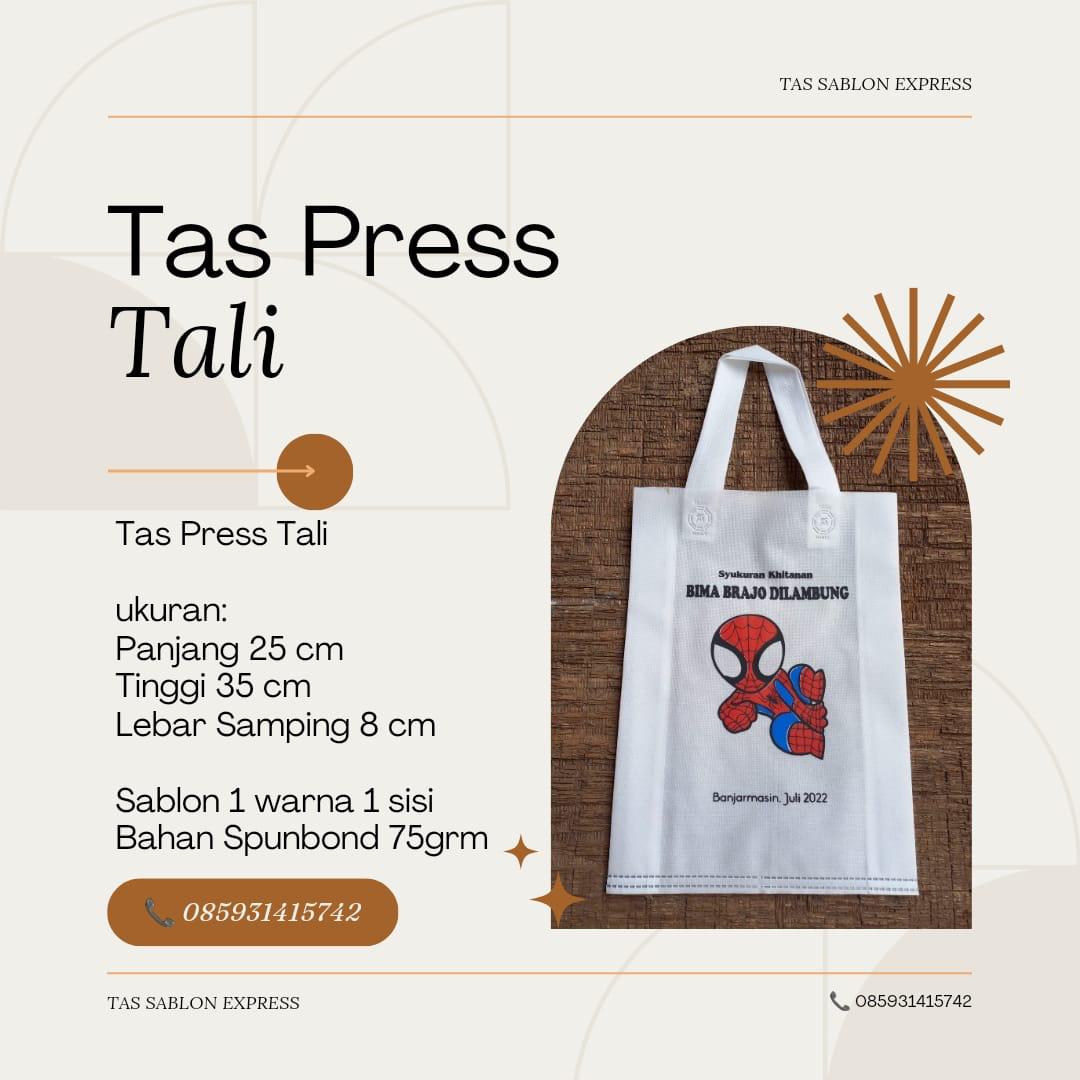 TAS SABLON EXPRESS
Tas Press
Tali
Tas Press Tali
ukuran:
Panjang 25 cm
Tinggi 35 cm
Lebar Samping 8 cm
Sablon 1 warna 1 sisi
Bahan Spunbond 75grm
085931415742
Syukuran Khitanan
BIMA BRAJO DILAMBUNG
Banjarmasin, Juli 2022
TAS SABLON EXPRESS
085931415742